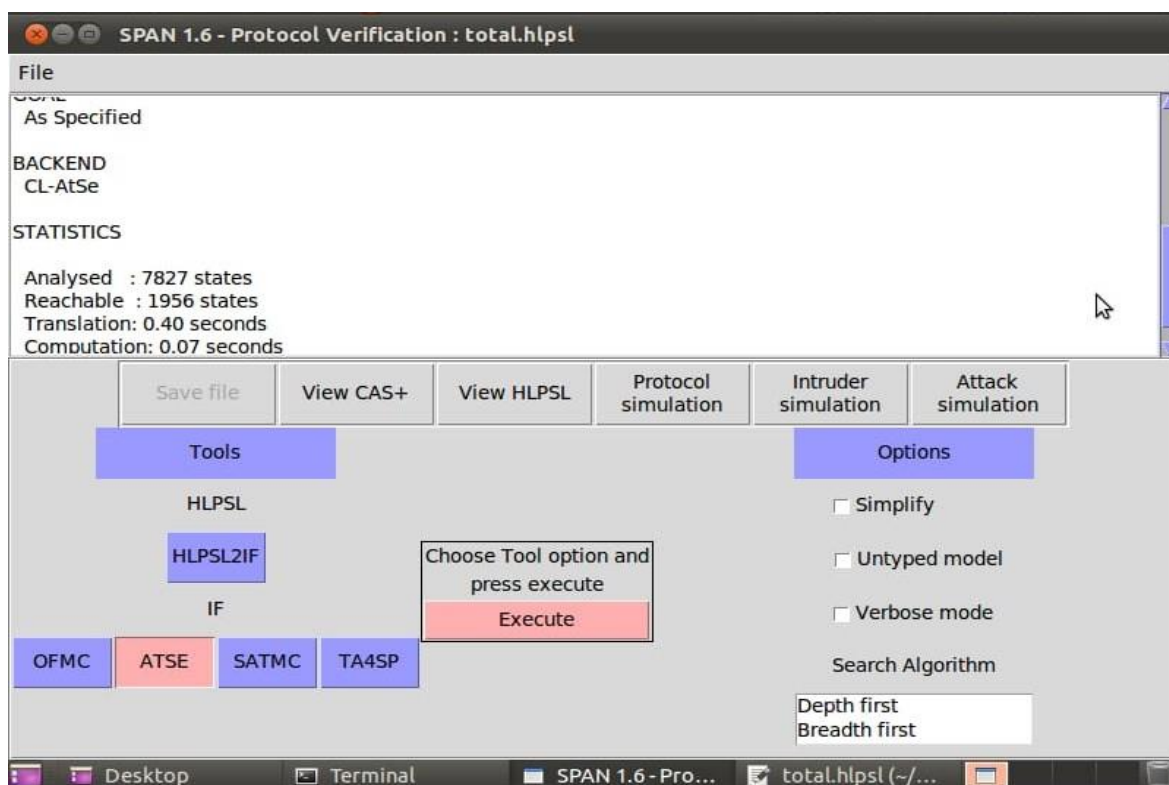 SPAN 1.6 - Protocol Verification : total.hlpsl
File
GOAL
As Specified
BACKEND
CL-AtSe
STATISTICS
Analysed : 7827 states
Reachable : 1956 states
Translation: 0.40 seconds
Computation: 0.07 seconds
Save file View CAS+ View HLPSL Protocol simulation Intruder simulation Attack simulation
Tools
Options
HLPSL
Simplify
HLPSL2IF
Choose Tool option and
press execute
Untyped model
IF
Execute
Verbose mode
OFMC ATSE SATMC TA4SP
Search Algorithm
Depth first
Breadth first
Desktop Terminal SPAN 1.6 - Pro... total.hlpsl (~/...